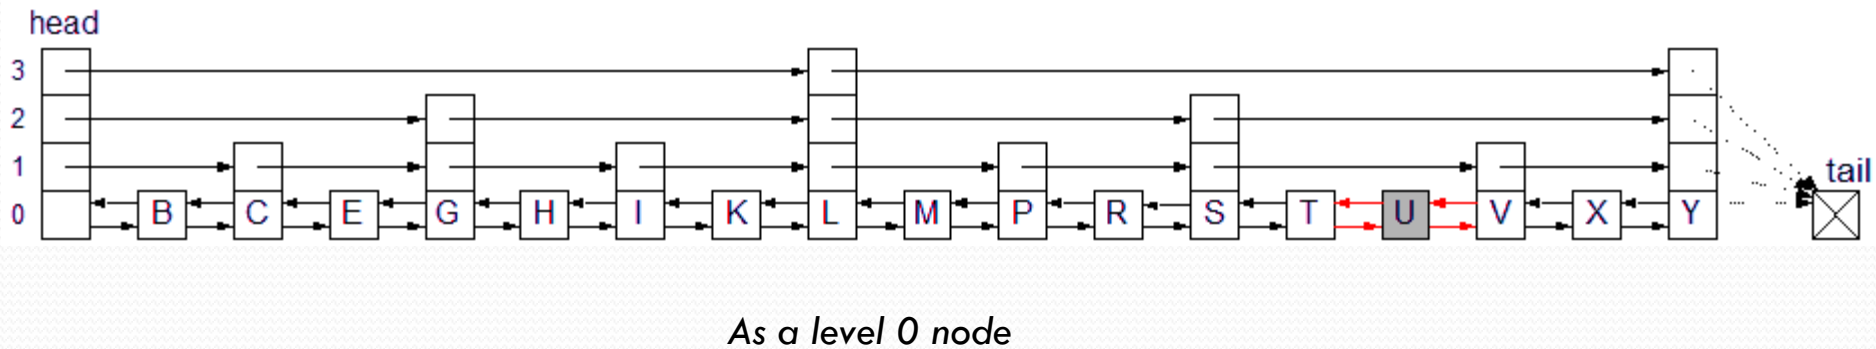 head
3
2
1
tail
0 B C E G H I K L M P R S T U V X Y
As a level 0 node